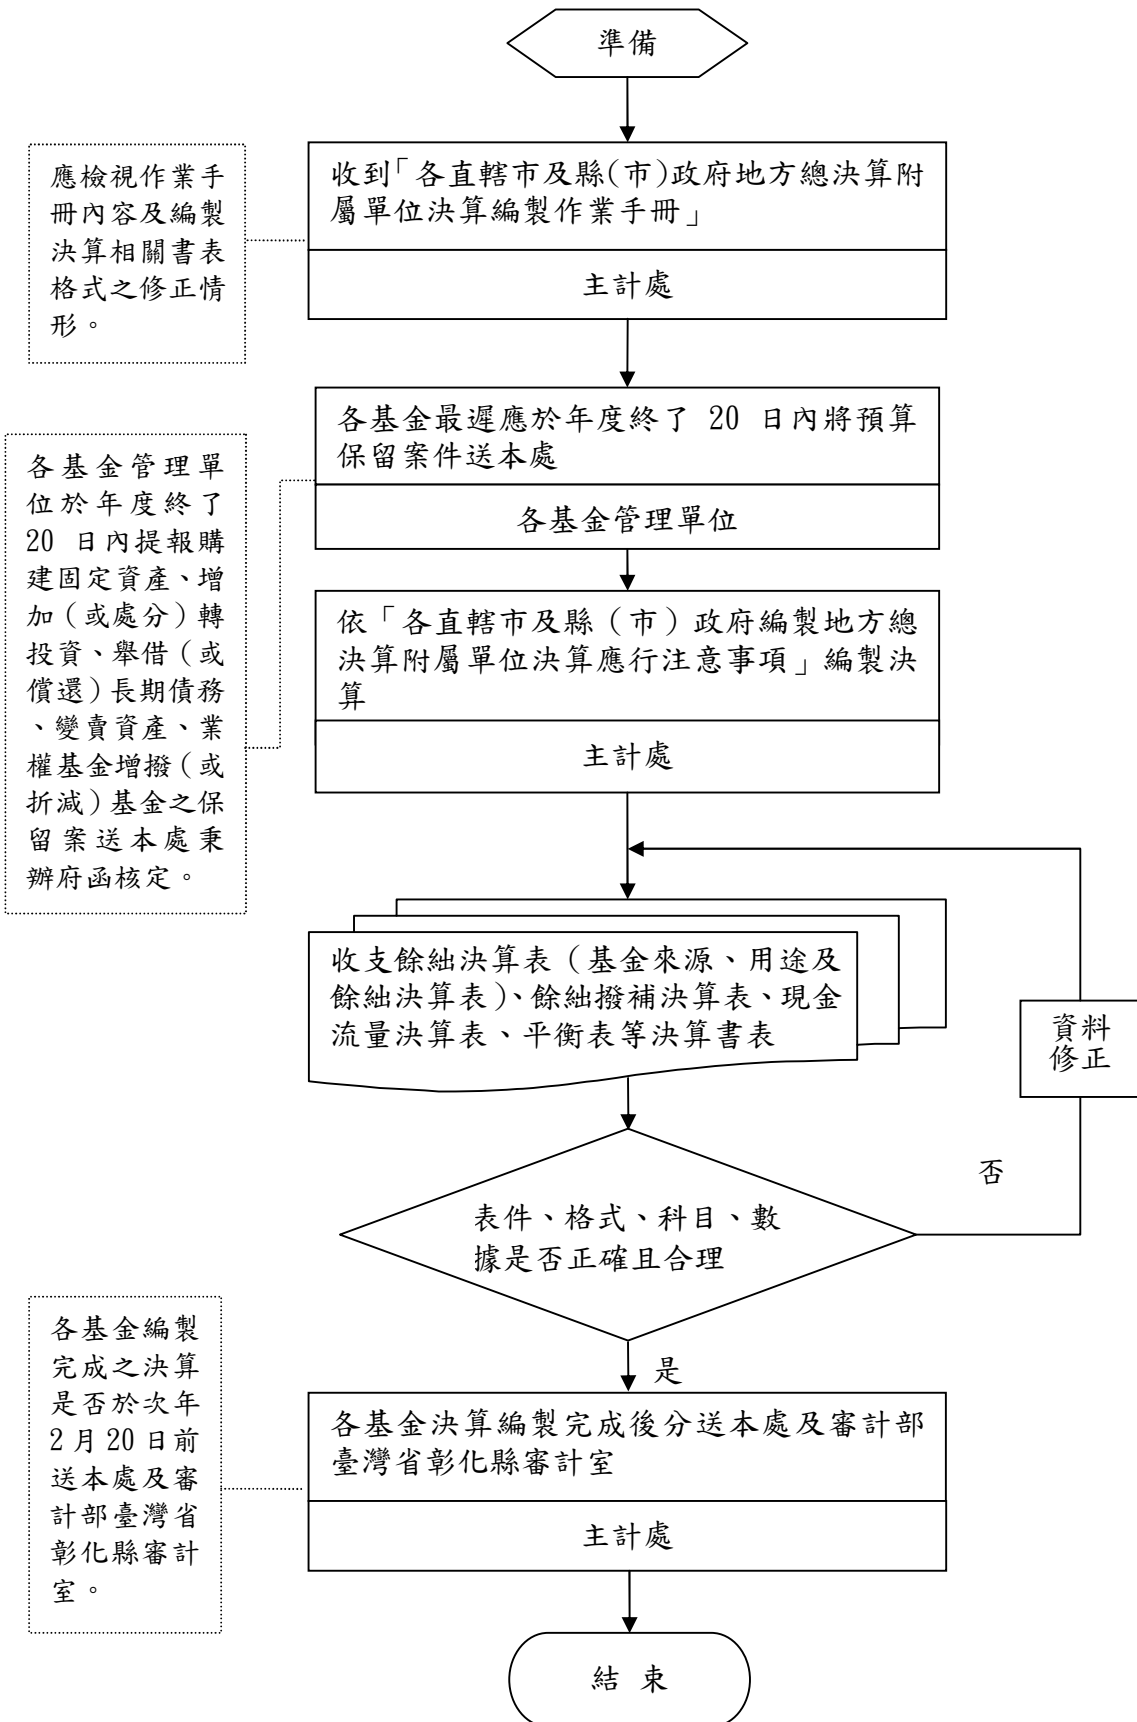 準備
應檢視作業手
冊內容及編製
決算相關書表
格式之修正情
形。
收到「各直轄市及縣(市)政府地方總決算附
屬單位決算編製作業手冊」
主計處
各基金最遲應於年度終了 20 日內將預算
保留案件送本處
各基金管理單位
各基金管理單
位於年度終了
20 日內提報購
建固定資產、增
加（或處分）轉
投資、舉借（或
償還）長期債務
、變賣資產、業
權基金增撥（或
折減）基金之保
留案送本處秉
辦府函核定。
依「各直轄市及縣（市）政府編製地方總
決算附屬單位決算應行注意事項」編製決
算
主計處
收支餘絀決算表（基金來源、用途及
餘絀決算表）、餘絀撥補決算表、現金
流量決算表、平衡表等決算書表
資料
修正
否
表件、格式、科目、數
據是否正確且合理
是
各基金編製
完成之決算
是否於次年
2 月 20 日前
送本處及審
計部臺灣省
彰化縣審計
室。
各基金決算編製完成後分送本處及審計部
臺灣省彰化縣審計室
主計處
結 束